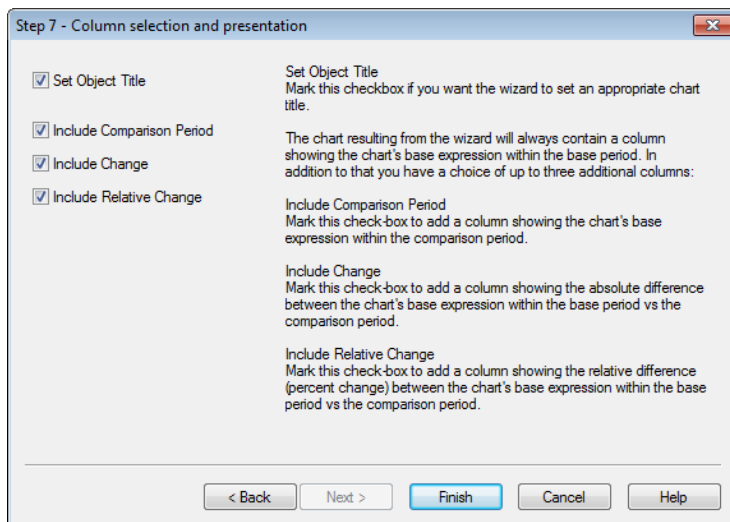 Step 7 - Column selection and presentation
Set Object Title
Include Comparison Period
Include Change
Include Relative Change
Set Object Title
Mark this checkbox if you want the wizard to set an appropriate chart
title.
The chart resulting from the wizard will always contain a column
showing the chart's base expression within the base period. In
addition to that you have a choice of up to three additional columns:
Include Comparison Period
Mark this check-box to add a column showing the chart's base
expression within the comparison period.
Include Change
Mark this check-box to add a column showing the absolute difference
between the chart's base expression within the base period vs the
comparison period.
Include Relative Change
Mark this check-box to add a column showing the relative difference
(percent change) between the chart's base expression within the base
period vs the comparison period.
< Back
Next >
Finish
Cancel
Help